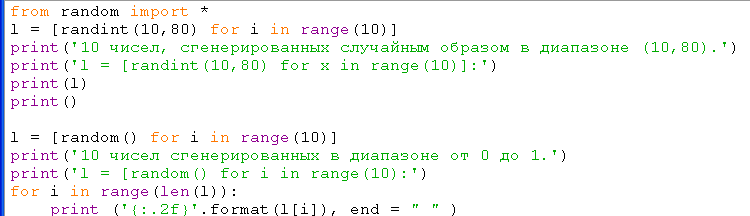 from random import *
l = [randint(10,80) for i in range(10)]
print('10 чисел, сгенерированных случайным образом в диапазоне (10,80).')
print('l = [randint(10,80) for x in range(10)]:')
print(l)
print()
l = [random() for i in range(10)]
print('10 чисел сгенерированных в диапазоне от 0 до 1.')
print('l = [random() for i in range(10):')
for i in range(len(l)):
    print ('{:.2f}'.format(l[i]), end = " " )